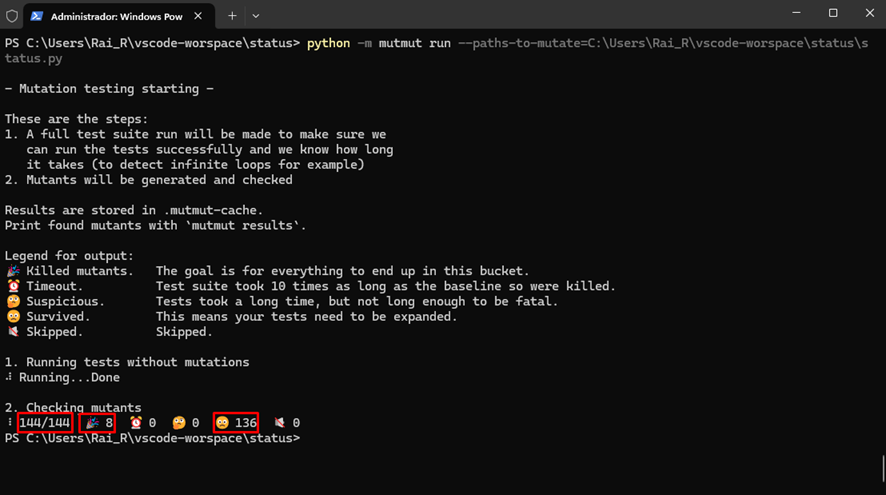 Administrador: Windows Pow
PS C:\Users\Rai_R\vscode-worspace\status> python -m mutmut run --paths-to-mutate=C:\Users\Rai_R\vscode-worspace\status\s
tatus.py
- Mutation testing starting -
These are the steps:
1. A full test suite run will be made to make sure we
   can run the tests successfully and we know how long
   it takes (to detect infinite loops for example)
2. Mutants will be generated and checked
Results are stored in .mutmut-cache.
Print found mutants with `mutmut results`.
Legend for output:
🎉 Killed mutants.   The goal is for everything to end up in this bucket.
⏰ Timeout.          Test suite took 10 times as long as the baseline so were killed.
🤔 Suspicious.       Tests took a long time, but not long enough to be fatal.
🙁 Survived.         This means your tests need to be expanded.
🔇 Skipped.          Skipped.
1. Running tests without mutations
⠼ Running...Done
2. Checking mutants
⠸ 144/144  🎉 8  ⏰ 0  🤔 0  🙁 136  🔇 0
PS C:\Users\Rai_R\vscode-worspace\status>